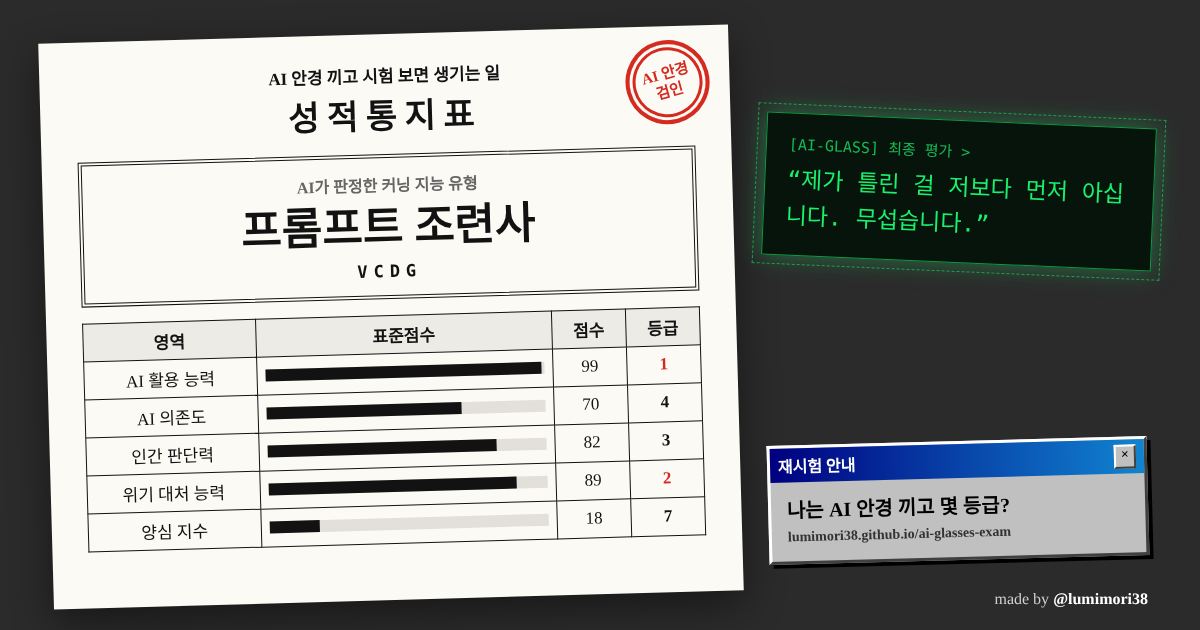 AI 안경 끼고 시험 보면 생기는 일
성적통지표
AI 안경
검인
AI가 판정한 커닝 지능 유형
프롬프트 조련사
VCDG
영역 표준점수 점수 등급
AI 활용 능력 99 1
AI 의존도 70 4
인간 판단력 82 3
위기 대처 능력 89 2
양심 지수 18 7
[AI-GLASS] 최종 평가 >
“제가 틀린 걸 저보다 먼저 아십
니다. 무섭습니다.”
재시험 안내 ×
나는 AI 안경 끼고 몇 등급?
lumimori38.github.io/ai-glasses-exam
made by @lumimori38